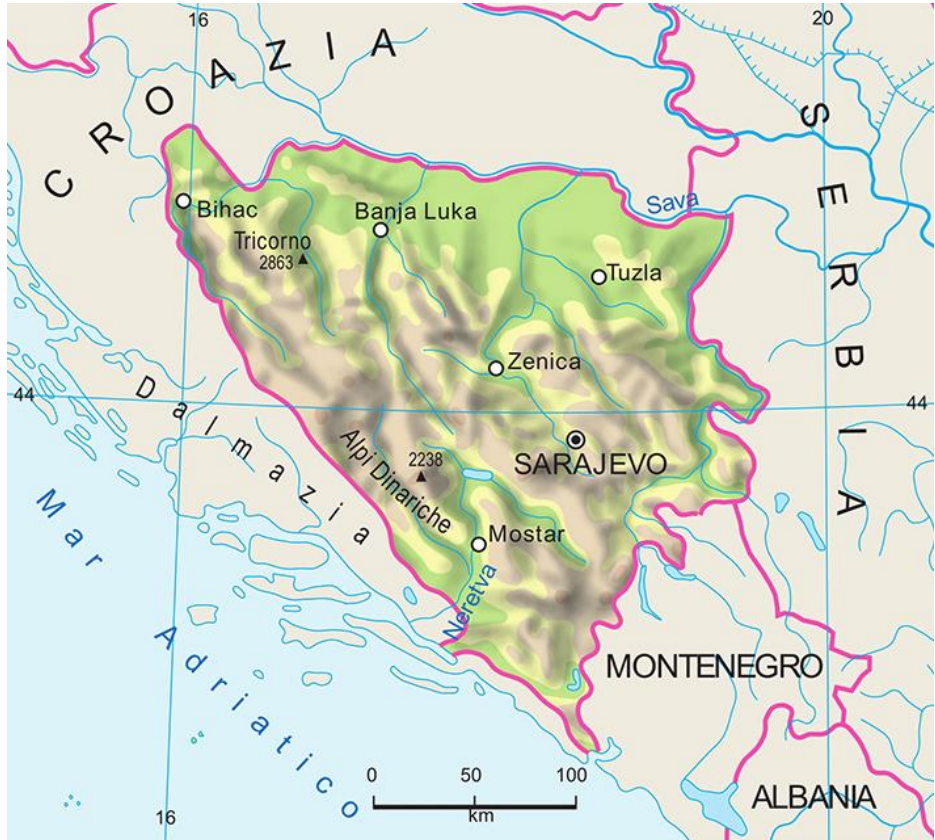 16
20
CROAZIA
SERBIA
Sava
Bihac
Banja Luka
Tricorno
2863
Tuzla
Zenica
44
44
Dalmazia
SARAJEVO
2238
Alpi Dinariche
Mostar
Neretva
Mar Adriatico
MONTENEGRO
ALBANIA
0 50 100
km
16